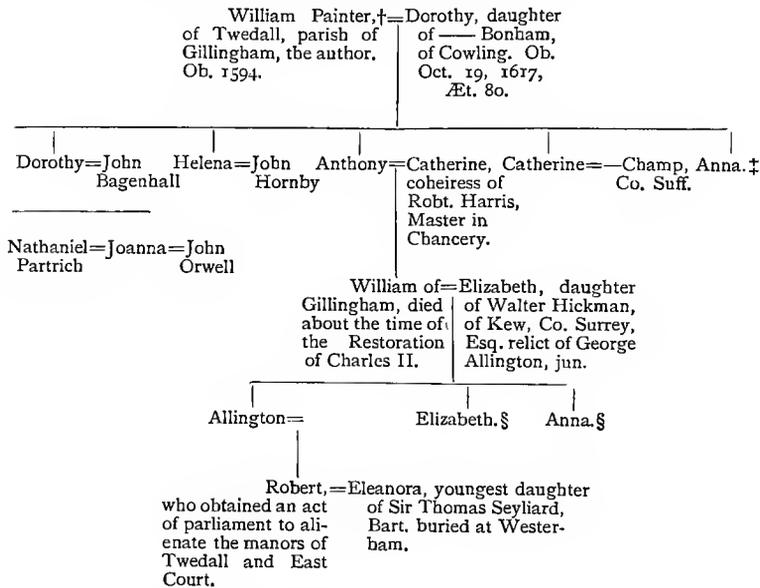 William Painter,†=Dorothy, daughter
of Twedall, parish of of —— Bonham,
Gillingham, tbe author. of Cowling. Ob.
Ob. 1594. Oct. 19, 1617,
Æt. 80.
Dorothy=John Helena=John Anthony=Catherine, Catherine=—Champ, Anna.‡
Bagenhall Hornby coheiress of Co. Suff.
Robt. Harris,
Master in
Chancery.
Nathaniel=Joanna=John
Partrich Orwell
William of=Elizabeth, daughter
Gillingham, died of Walter Hickman,
about the time of of Kew, Co. Surrey,
the Restoration Esq. relict of George
of Charles II. Allington, jun.
Allington= Elizabeth.§ Anna.§
Robert,=Eleanora, youngest daughter
who obtained an act of Sir Thomas Seyliard,
of parliament to ali- Bart. buried at Wester-
enate the manors of ham.
Twedall and East
Court.